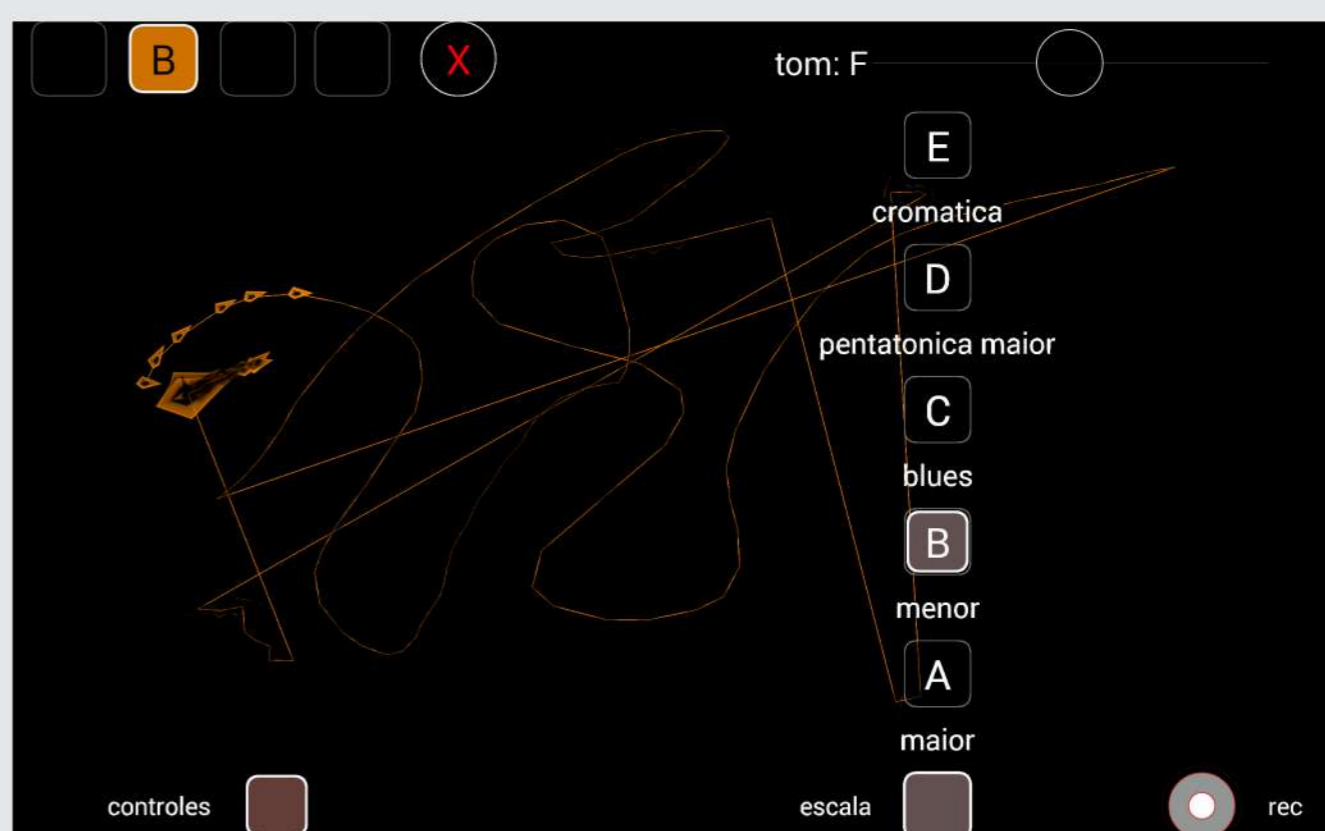 B
X
tom: F
E
cromatica
D
pentatonica maior
C
blues
B
menor
A
maior
controles
escala
rec